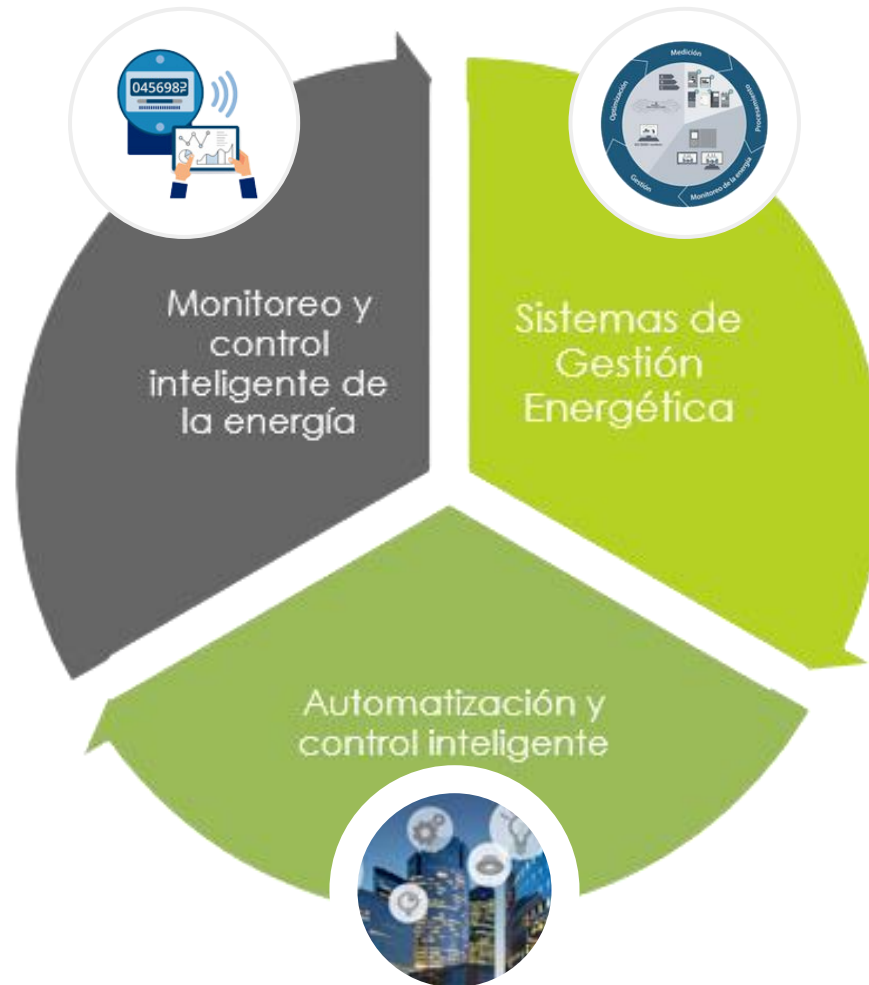 0456982
Medición
Procesamiento
Monitoreo de la energía
Gestión
Optimización
Monitoreo y
control
inteligente de
la energía
Sistemas de
Gestión
Energética
Automatización y
control inteligente